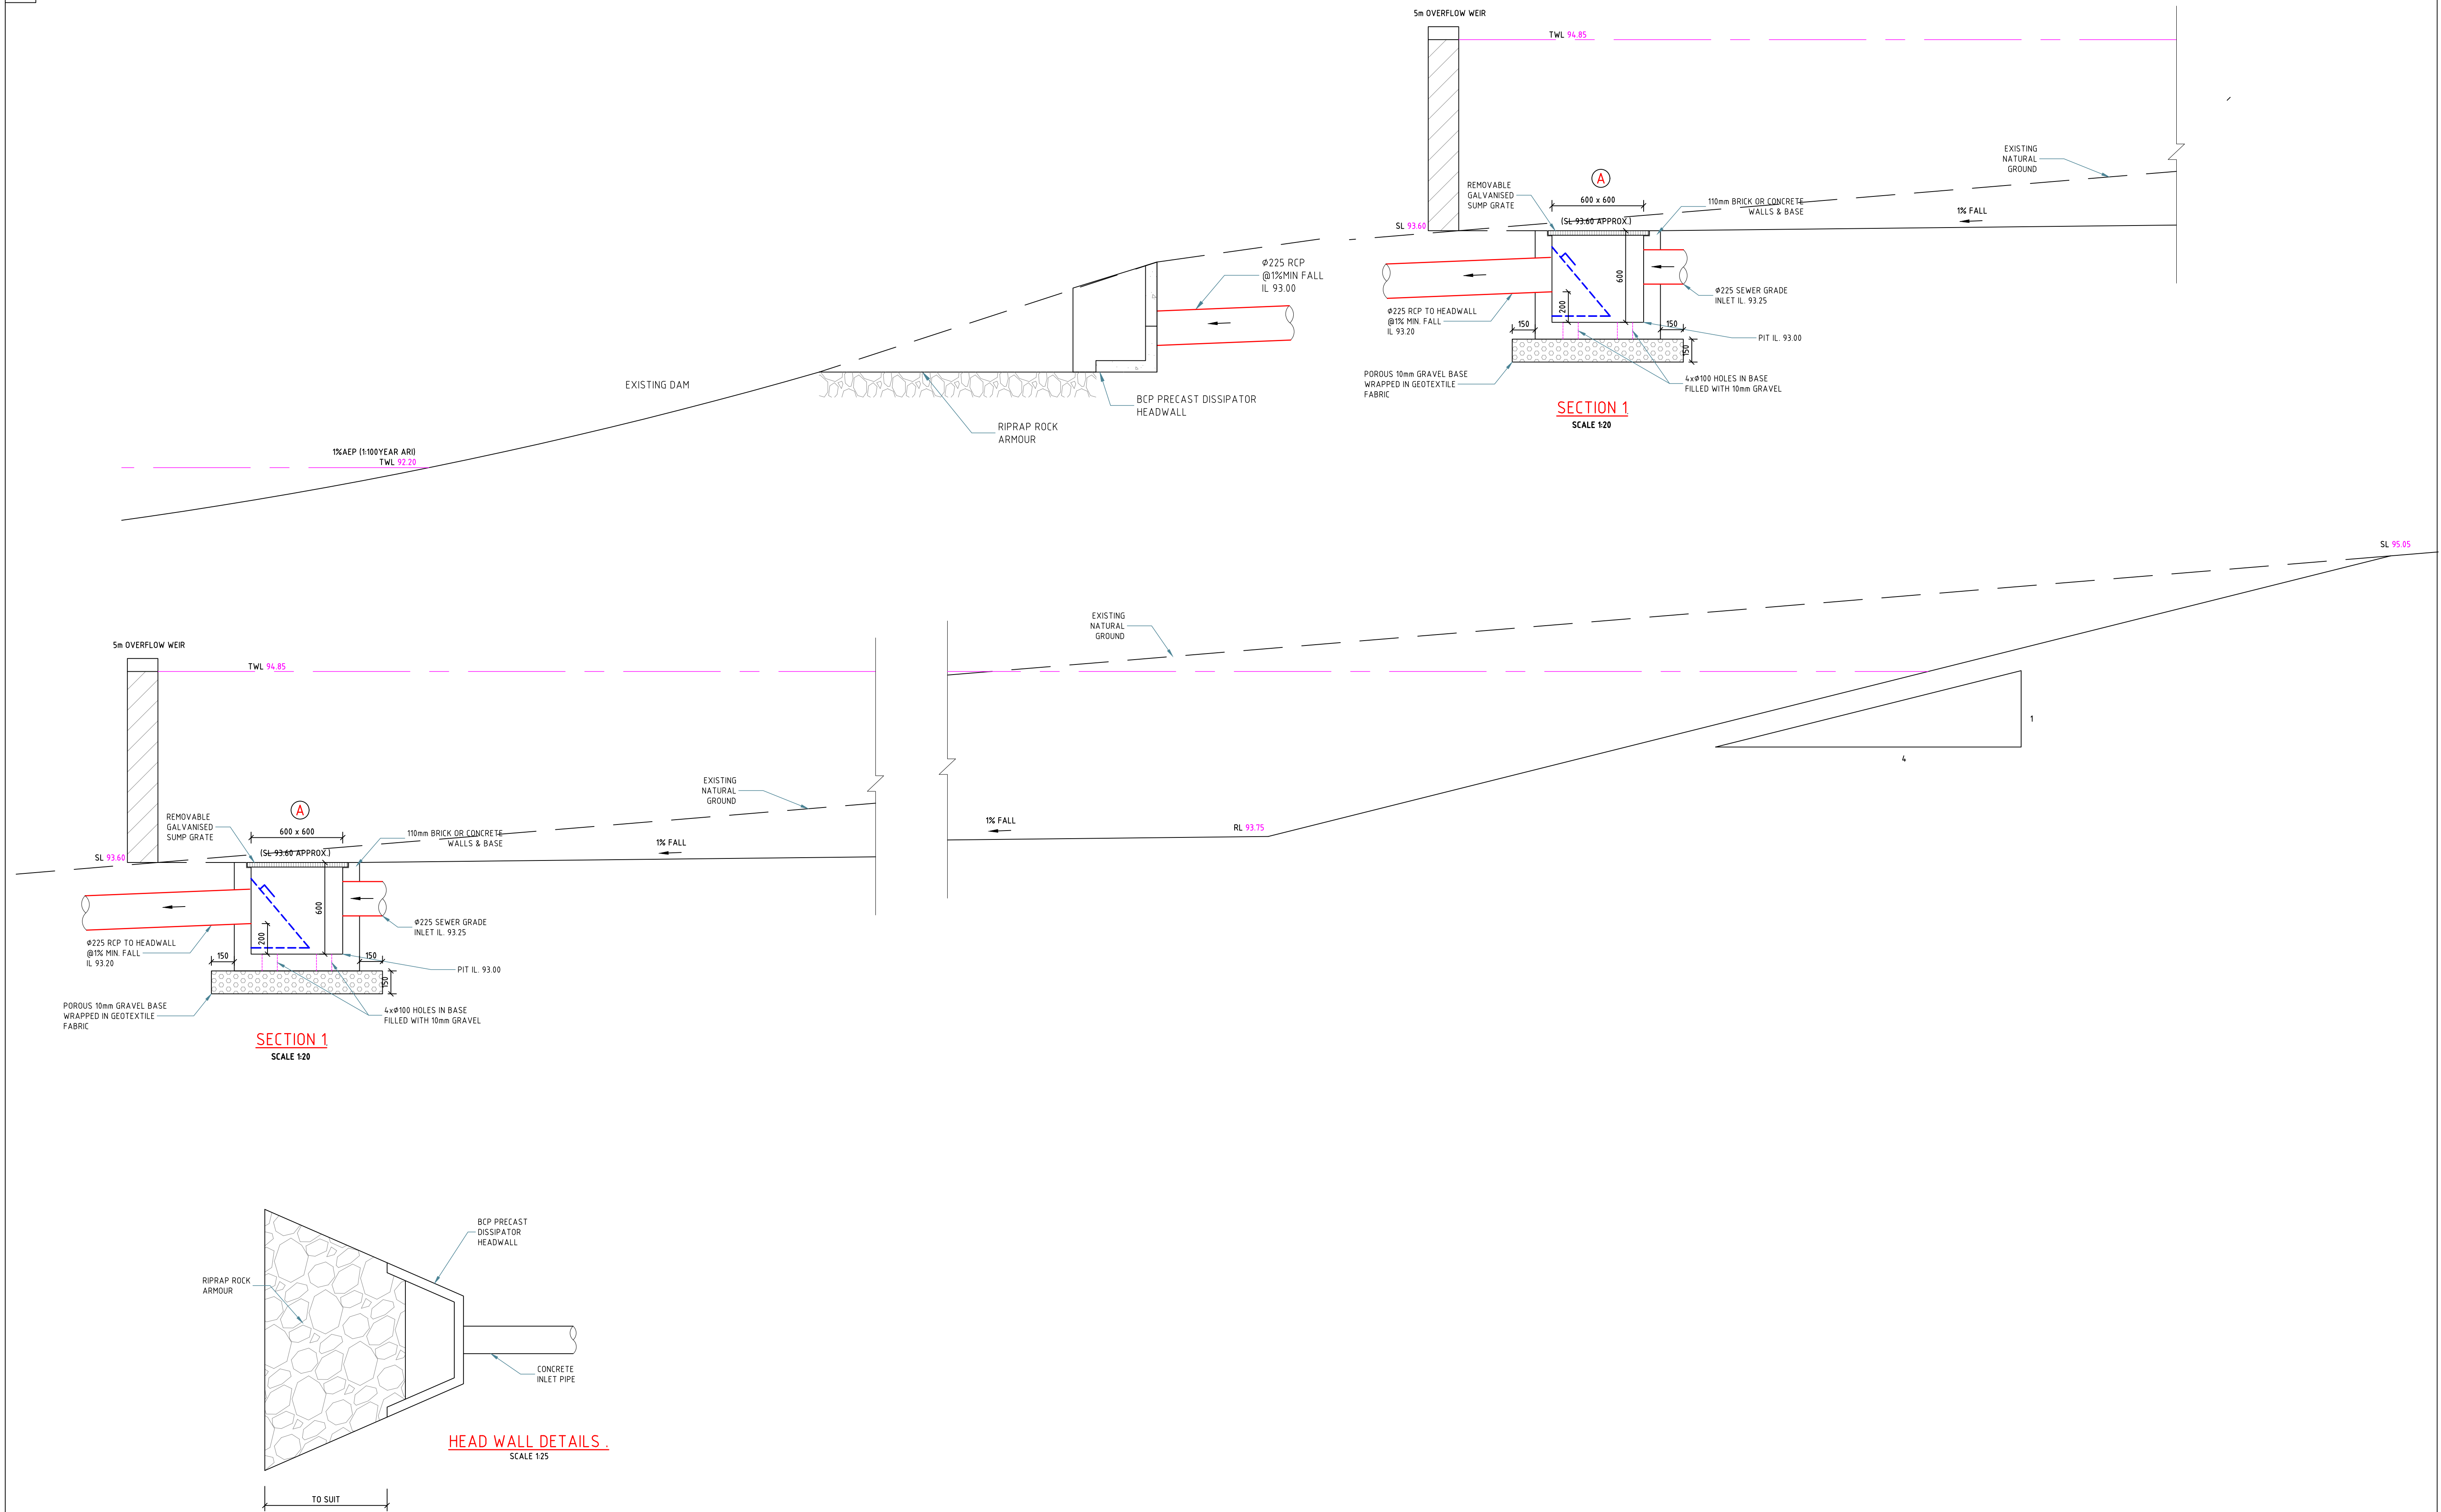 5m OVERFLOW WEIR
TWL 94.85
EXISTING
NATURAL
GROUND
A
REMOVABLE
GALVANISED
SUMP GRATE
600 x 600
110mm BRICK OR CONCRETE
WALLS & BASE
1% FALL
(SL 93.60 APPROX.)
SL 93.60
Ø225 RCP
@1%MIN FALL
IL 93.00
600
200
Ø225 SEWER GRADE
INLET IL. 93.25
Ø225 RCP TO HEADWALL
@1% MIN. FALL
IL 93.20
150
150
PIT IL. 93.00
150
POROUS 10mm GRAVEL BASE
WRAPPED IN GEOTEXTILE
FABRIC
4xØ100 HOLES IN BASE
FILLED WITH 10mm GRAVEL
SECTION 1
SCALE 1:20
EXISTING DAM
BCP PRECAST DISSIPATOR
HEADWALL
RIPRAP ROCK
ARMOUR
1%AEP (1:100YEAR ARI)
TWL 92.20
SL 95.05
EXISTING
NATURAL
GROUND
5m OVERFLOW WEIR
TWL 94.85
1
4
EXISTING
NATURAL
GROUND
A
REMOVABLE
GALVANISED
SUMP GRATE
600 x 600
110mm BRICK OR CONCRETE
WALLS & BASE
1% FALL
1% FALL
RL 93.75
(SL 93.60 APPROX.)
SL 93.60
600
200
Ø225 SEWER GRADE
INLET IL. 93.25
Ø225 RCP TO HEADWALL
@1% MIN. FALL
IL 93.20
150
150
PIT IL. 93.00
150
POROUS 10mm GRAVEL BASE
WRAPPED IN GEOTEXTILE
FABRIC
4xØ100 HOLES IN BASE
FILLED WITH 10mm GRAVEL
SECTION 1
SCALE 1:20
BCP PRECAST
DISSIPATOR
HEADWALL
RIPRAP ROCK
ARMOUR
CONCRETE
INLET PIPE
HEAD WALL DETAILS .
SCALE 1:25
TO SUIT